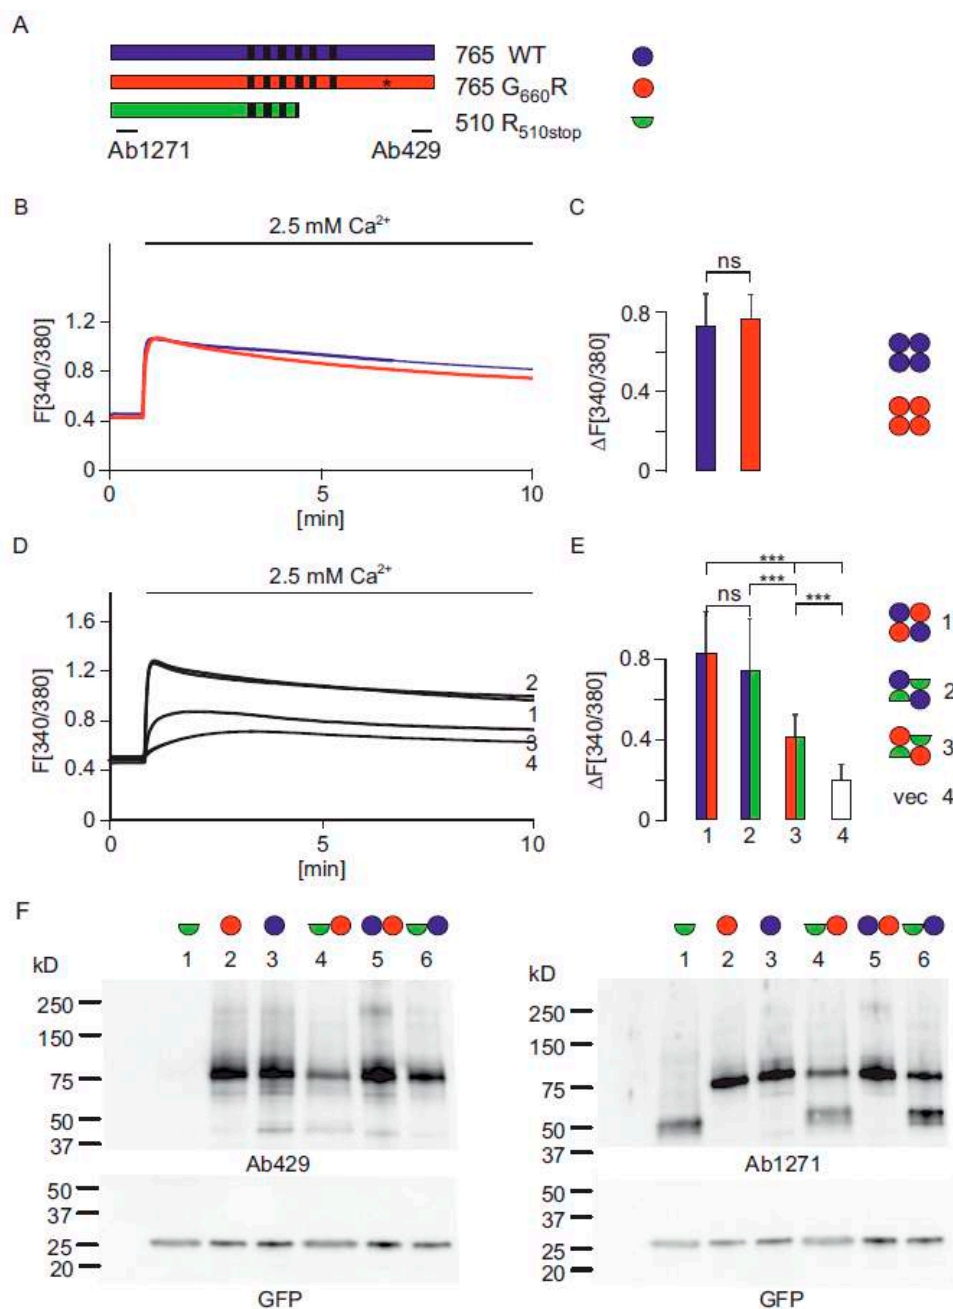 A
765 WT
765 G660R
*
510 R510stop
Ab1271 Ab429
B
2.5 mM Ca²⁺
F[340/380]
1.2
0.8
0.4
0
0 5 10
[min]
C
ns
ΔF[340/380]
0.8
0.4
0
D
2.5 mM Ca²⁺
F[340/380]
1.6
1.2
0.8
0.4
0
2
1
3
4
0 5 10
[min]
E
***
***
ns
***
ΔF[340/380]
0.8
0.4
0
1 2 3 4
1
2
3
vec 4
F
kD 1 2 3 4 5 6
250
150
75
50
37
Ab429
50
37
25
20
GFP
kD 1 2 3 4 5 6
250
150
75
50
37
Ab1271
50
37
25
20
GFP